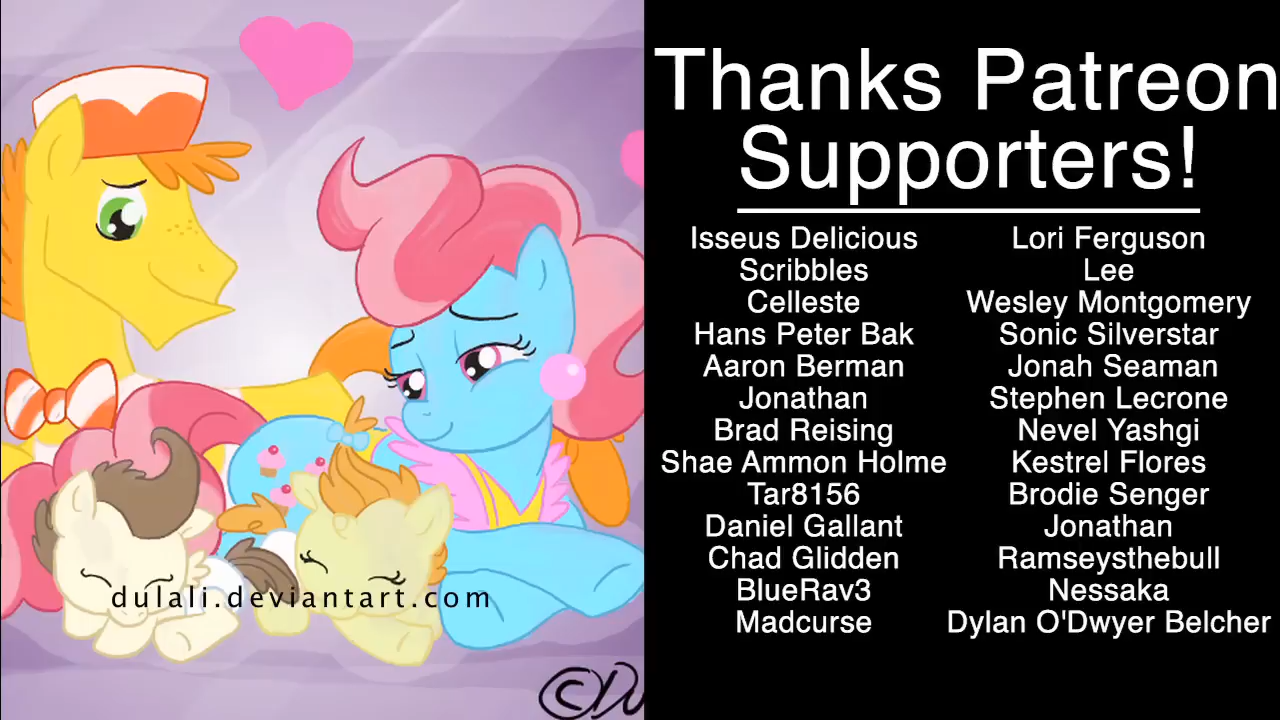 Thanks Patreon
Supporters!
Isseus Delicious
Scribbles
Celleste
Hans Peter Bak
Aaron Berman
Jonathan
Brad Reising
Shae Ammon Holme
Tar8156
Daniel Gallant
Chad Glidden
BlueRav3
Madcurse
Lori Ferguson
Lee
Wesley Montgomery
Sonic Silverstar
Jonah Seaman
Stephen Lecrone
Nevel Yashgi
Kestrel Flores
Brodie Senger
Jonathan
Ramseysthebull
Nessaka
Dylan O'Dwyer Belcher
dulali.deviantart.com